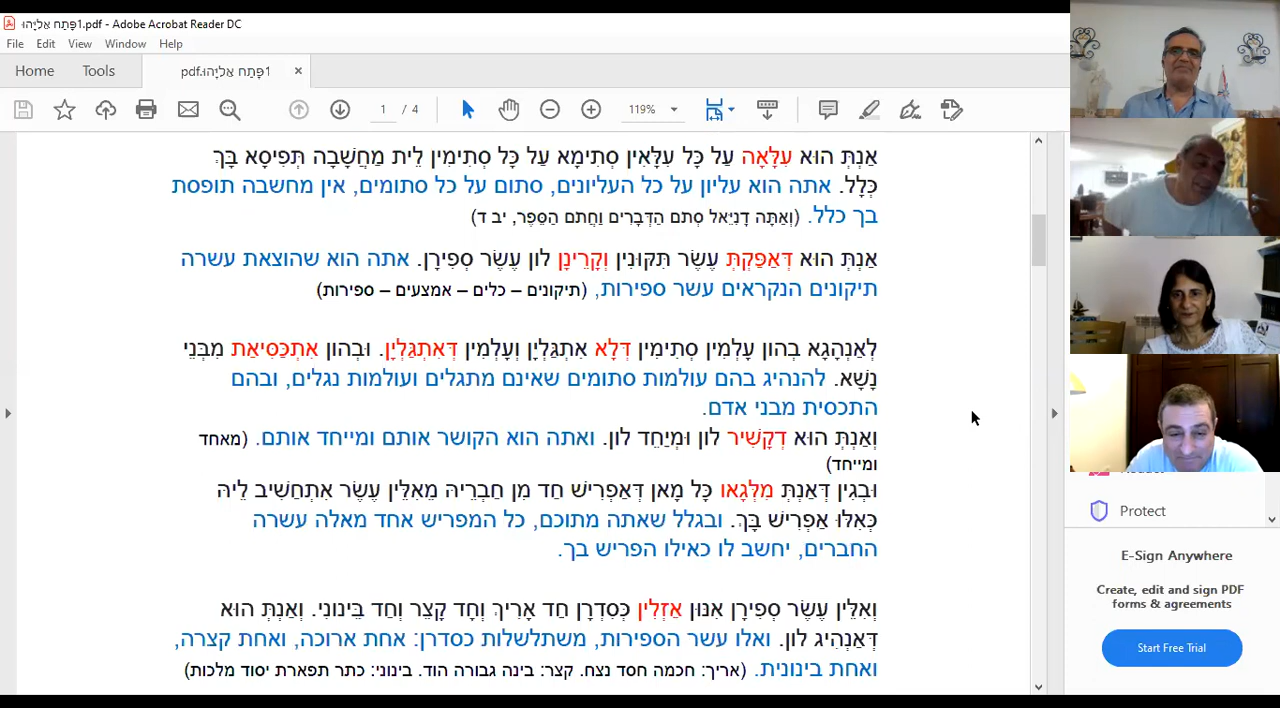 פָּתַח אֵלִיָּהוּ1.pdf - Adobe Acrobat Reader DC
File Edit View Window Help
Home Tools פָּתַח אֵלִיָּהוּ1.pdf ×
1 / 4 119%
אַנְתְּ הוּא עִלָּאָה עַל כָּל עִלָּאִין סְתִימָא עַל כָּל סְתִימִין לֵית מַחֲשָׁבָה תְּפִיסָא בָּךְ
כְּלָל. אתה הוא עליון על כל העליונים, סתום על כל סתומים, אין מחשבה תופסת
בך כלל. (וְאַתָּה דָנִיֵּאל סְתֹם הַדְּבָרִים וַחֲתֹם הַסֵּפֶר, יב ד)
אַנְתְּ הוּא דְּאַפַּקְתְּ עֶשֶׂר תִּקּוּנִין וְקָרֵינָן לוֹן עֶשֶׂר סְפִירָן. אתה הוא שהוצאת עשרה
תיקונים הנקראים עשר ספירות, (תיקונים – כלים – אמצעים – ספירות)
לְאַנְהָגָא בְהוֹן עָלְמִין סְתִימִין דְּלָא אִתְגַּלְיָן וְעָלְמִין דְּאִתְגַּלְיָן. וּבְהוֹן אִתְכַּסִּיאַת מִבְּנֵי
נָשָׁא. להנהיג בהם עולמות סתומים שאינם מתגלים ועולמות נגלים, ובהם
התכסית מבני אדם.
וְאַנְתְּ הוּא דְקָשִׁיר לוֹן וּמְיַחֵד לוֹן. ואתה הוא הקושר אותם ומייחד אותם. (מאחד
ומייחד)
וּבְגִין דְּאַנְתְּ מִלְּגָאו כָּל מָאן דְּאַפְרִישׁ חַד מִן חַבְרֵיהּ מֵאִלֵּין עֶשֶׂר אִתְחֲשִׁיב לֵיהּ
כְּאִלּוּ אַפְרִישׁ בָּךְ. ובגלל שאתה מתוכם, כל המפריש אחד מאלה עשרה
החברים, יחשב לו כאילו הפריש בך.
וְאִלֵּין עֶשֶׂר סְפִירָן אִנּוּן אַזְלִין כְּסִדְרָן חַד אָרִיךְ וְחָד קָצֵר וְחַד בֵּינוֹנִי. וְאַנְתְּ הוּא
דְּאַנְהִיג לוֹן. ואלו עשר הספירות, משתלשלות כסדרן: אחת ארוכה, ואחת קצרה,
ואחת בינונית. (אריך: חכמה חסד נצח. קצר: בינה גבורה הוד. בינוני: כתר תפארת יסוד מלכות)
Protect
E-Sign Anywhere
Create, edit and sign PDF
forms & agreements
Start Free Trial